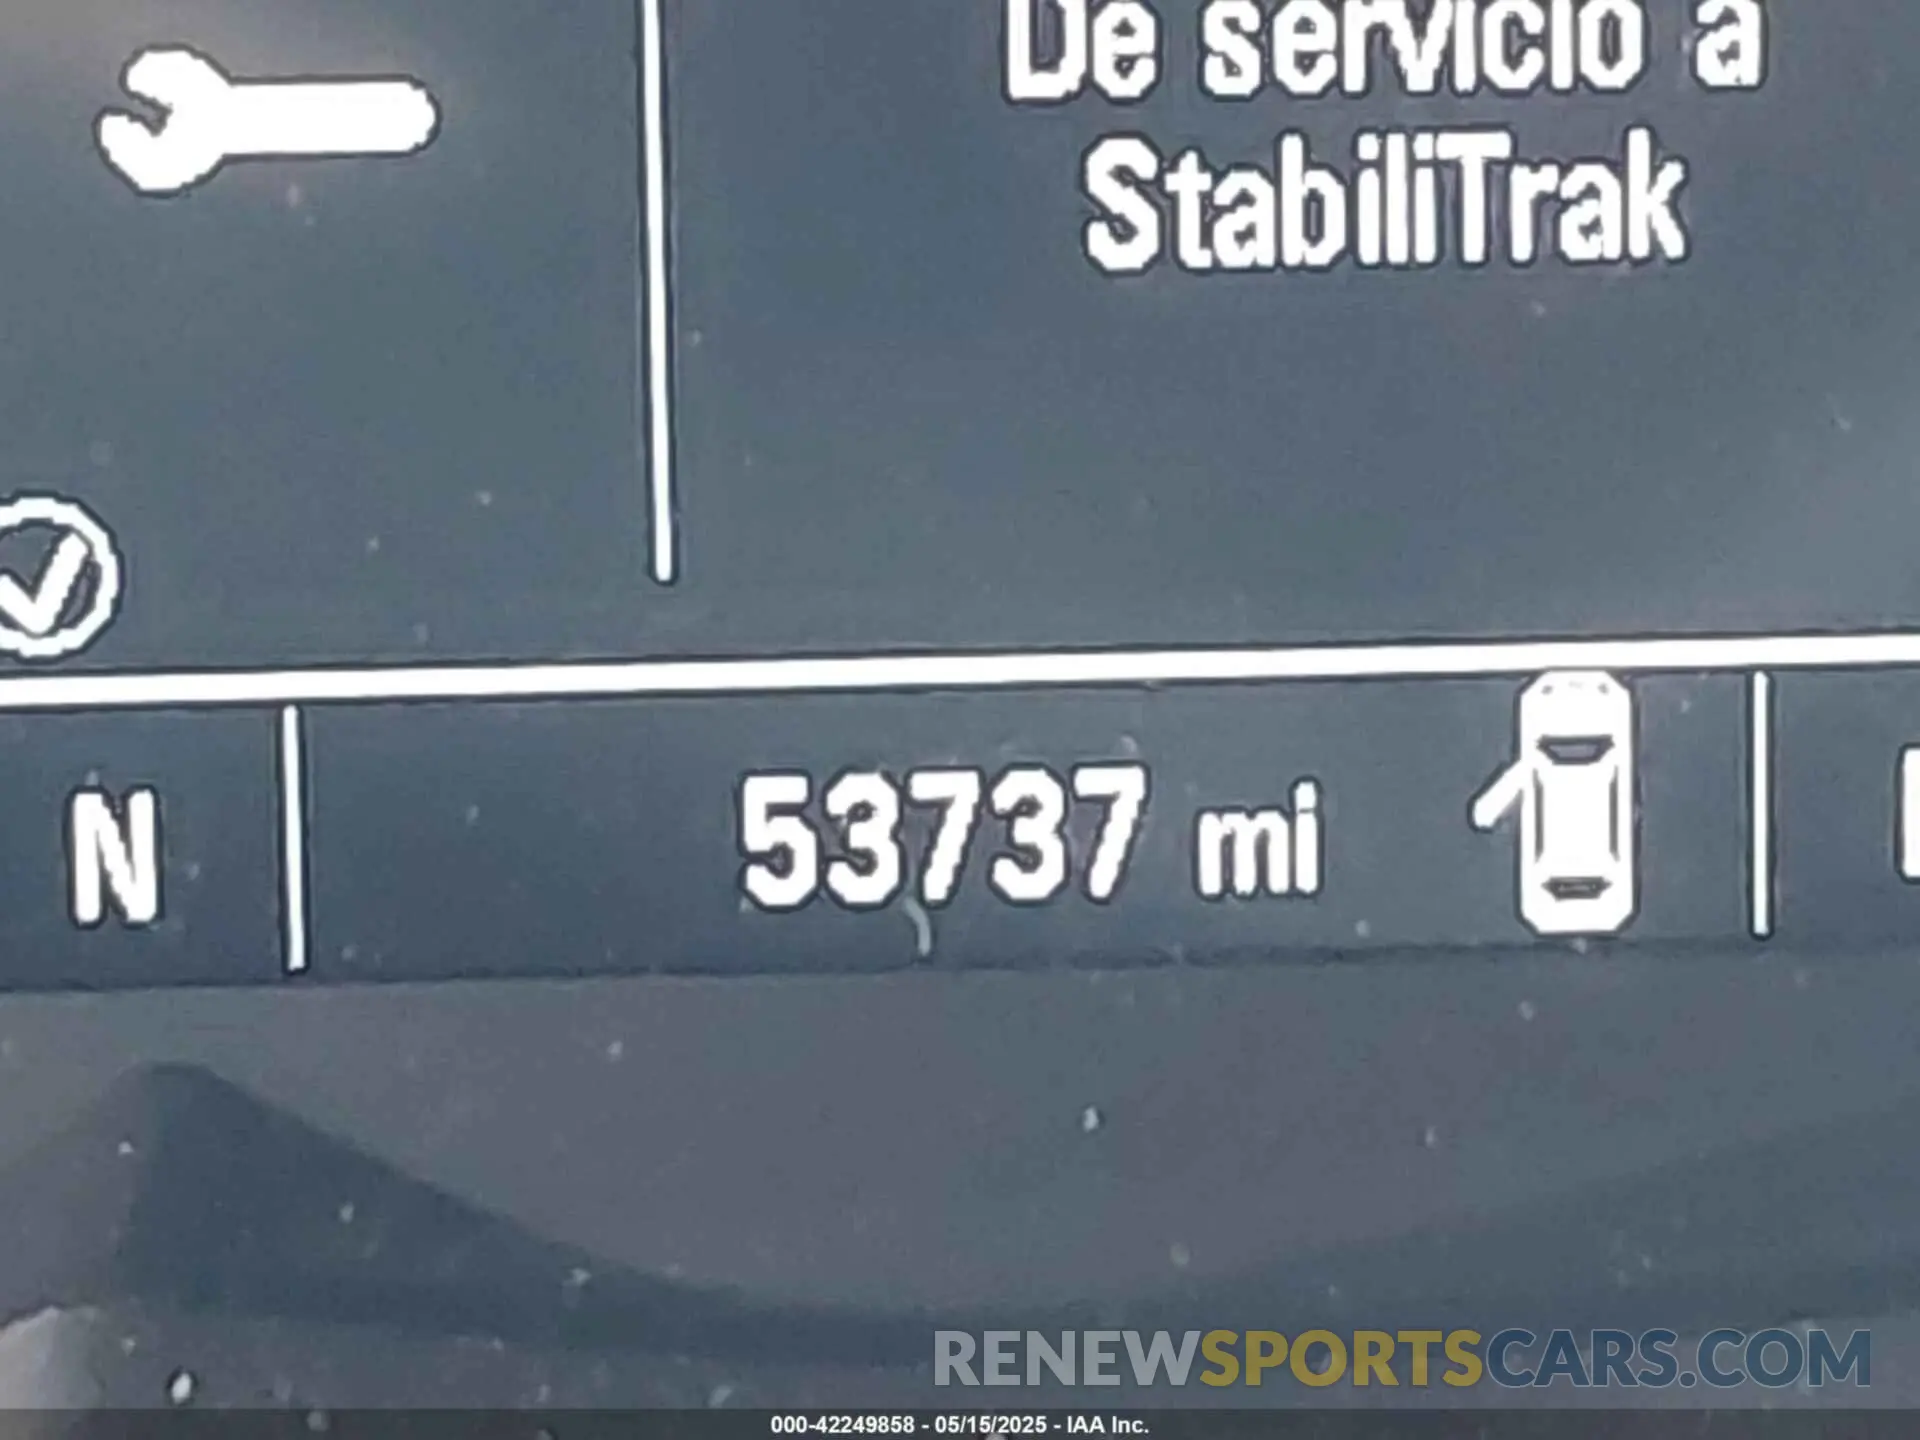 De servicio a
StabiliTrak
N
53737 mi
RENEWSPORTSCARS.COM
000-42249858 - 05/15/2025 - IAA Inc.